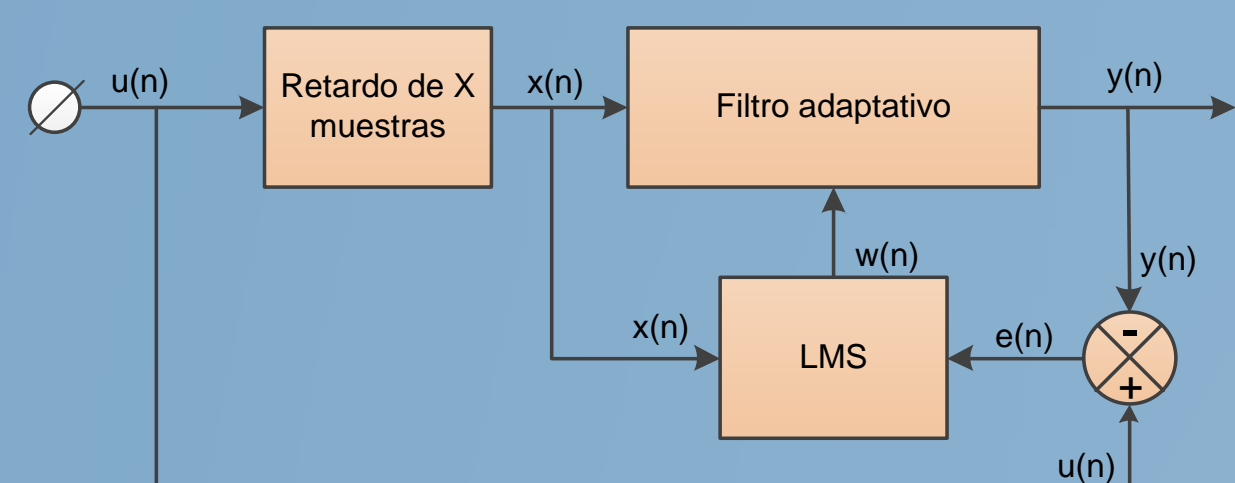 u(n)
Retardo de X
muestras
x(n)
Filtro adaptativo
y(n)
w(n)
y(n)
x(n)
LMS
e(n)
-
+
u(n)